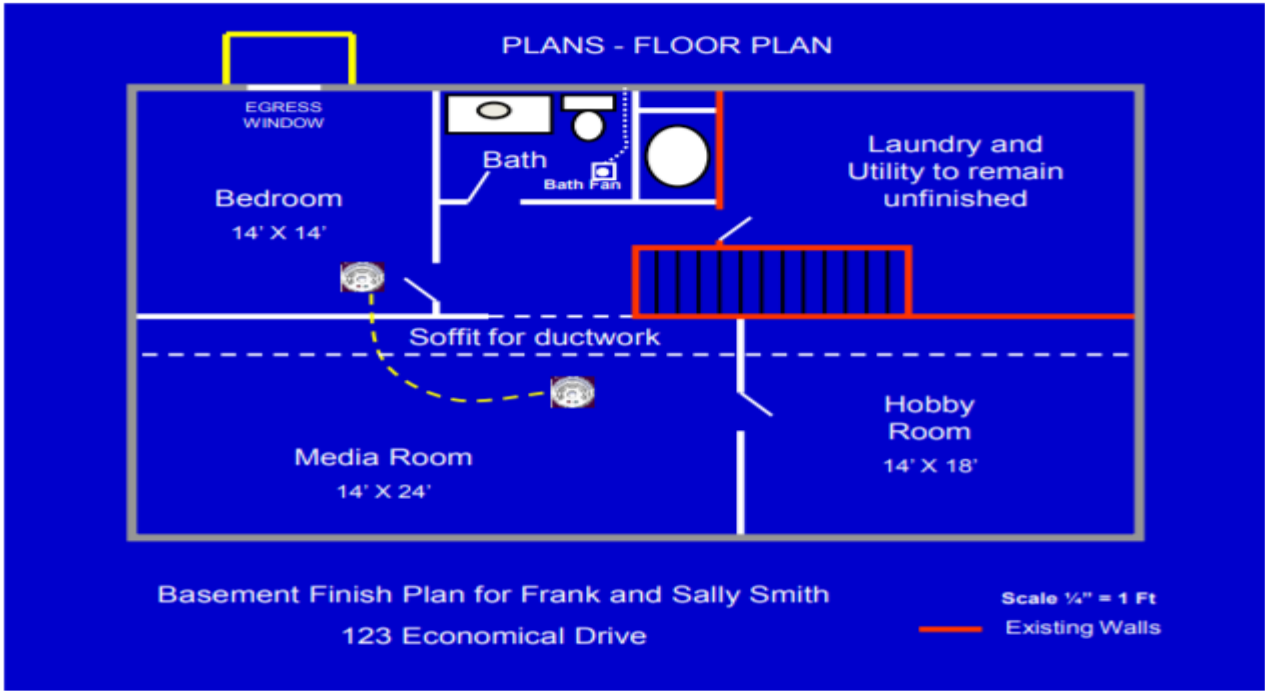 PLANS - FLOOR PLAN
EGRESS
WINDOW
Bath
Bath Fan
Bedroom
14’ X 14’
Laundry and
Utility to remain
unfinished
Soffit for ductwork
Media Room
14’ X 24’
Hobby
Room
14’ X 18’
Basement Finish Plan for Frank and Sally Smith
123 Economical Drive
Scale ¼” = 1 Ft
Existing Walls